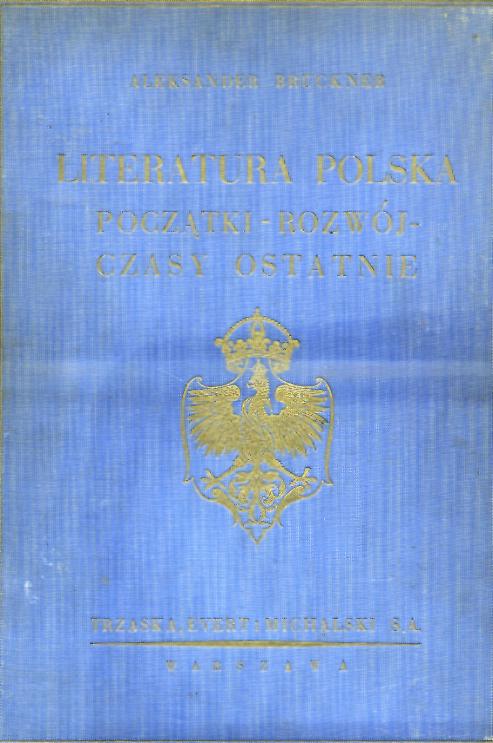 ALEKSANDER BRÜCKNER
LITERATURA POLSKA
POCZĄTKI - ROZWÓJ -
CZASY OSTATNIE
TRZASKA, EVERT i MICHALSKI S.A.
WARSZAWA